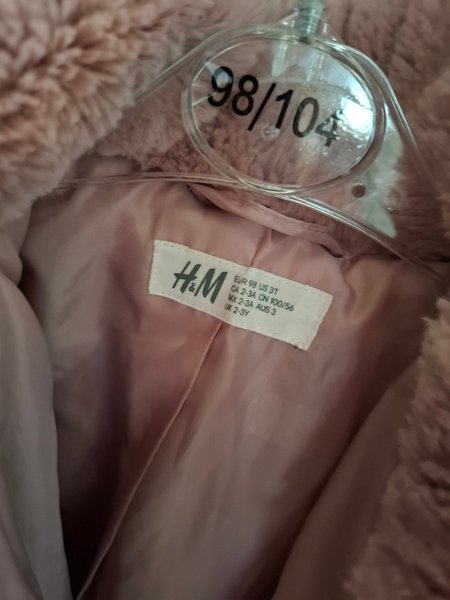 98/104
H&M
EUR 98 US 3T
CA 2-3A CN 100/56
MX 2-3A AUS 3
UK 2-3Y